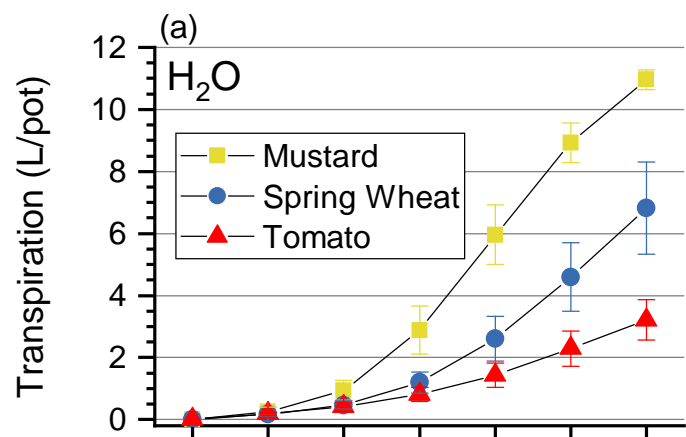 (a)
12
H₂O
10
Mustard
8
Spring Wheat
6
Tomato
4
2
0
Transpiration (L/pot)